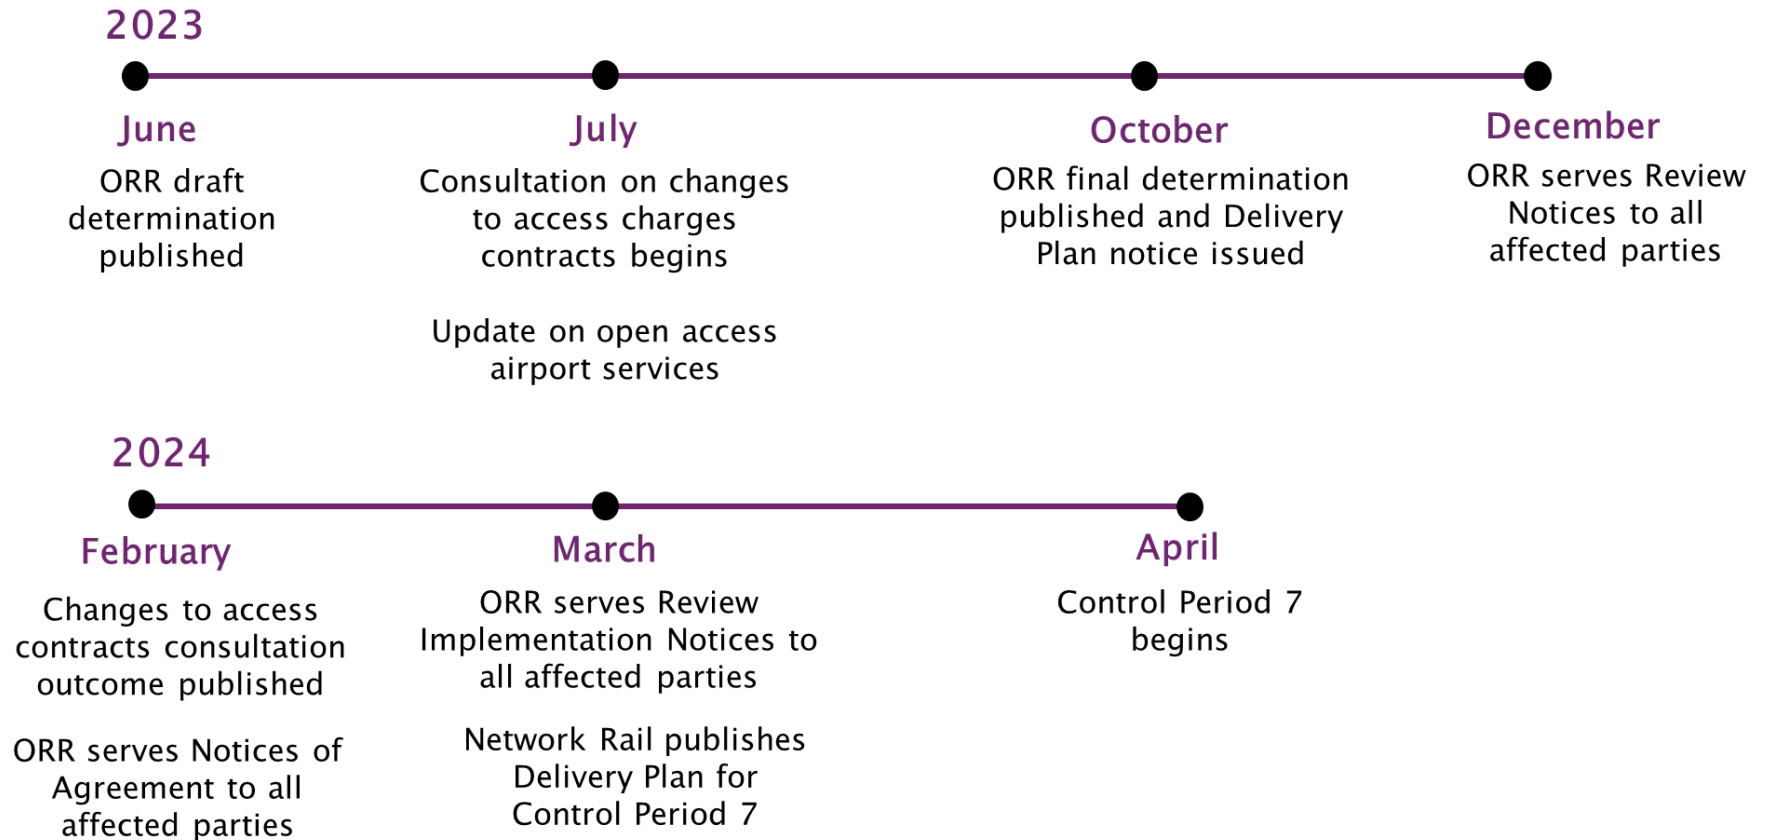 2023
June
ORR draft
determination
published
July
Consultation on changes
to access charges
contracts begins
Update on open access
airport services
October
ORR final determination
published and Delivery
Plan notice issued
December
ORR serves Review
Notices to all
affected parties
2024
February
Changes to access
contracts consultation
outcome published
ORR serves Notices of
Agreement to all
affected parties
March
ORR serves Review
Implementation Notices to
all affected parties
Network Rail publishes
Delivery Plan for
Control Period 7
April
Control Period 7
begins